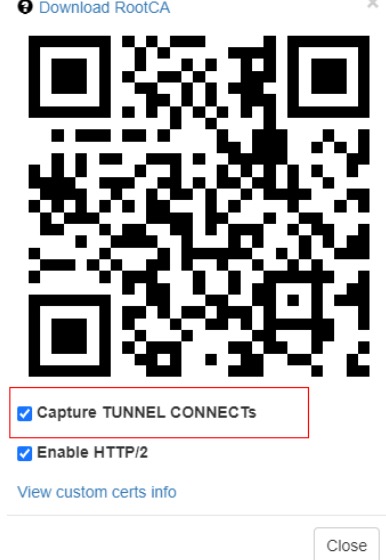 ? Download RootCA ×
Capture TUNNEL CONNECTs
Enable HTTP/2
View custom certs info
Close